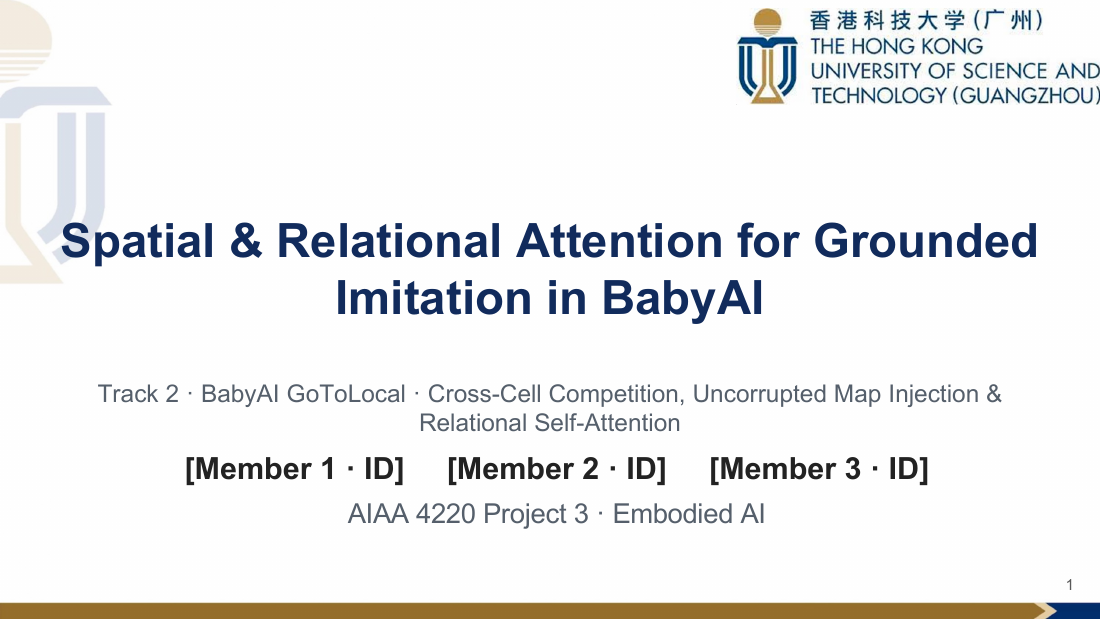 香港科技大学(广州)
THE HONG KONG
UNIVERSITY OF SCIENCE AND
TECHNOLOGY (GUANGZHOU)
Spatial & Relational Attention for Grounded
Imitation in BabyAI
Track 2 · BabyAI GoToLocal · Cross-Cell Competition, Uncorrupted Map Injection &
Relational Self-Attention
[Member 1 · ID] [Member 2 · ID] [Member 3 · ID]
AIAA 4220 Project 3 · Embodied AI
1